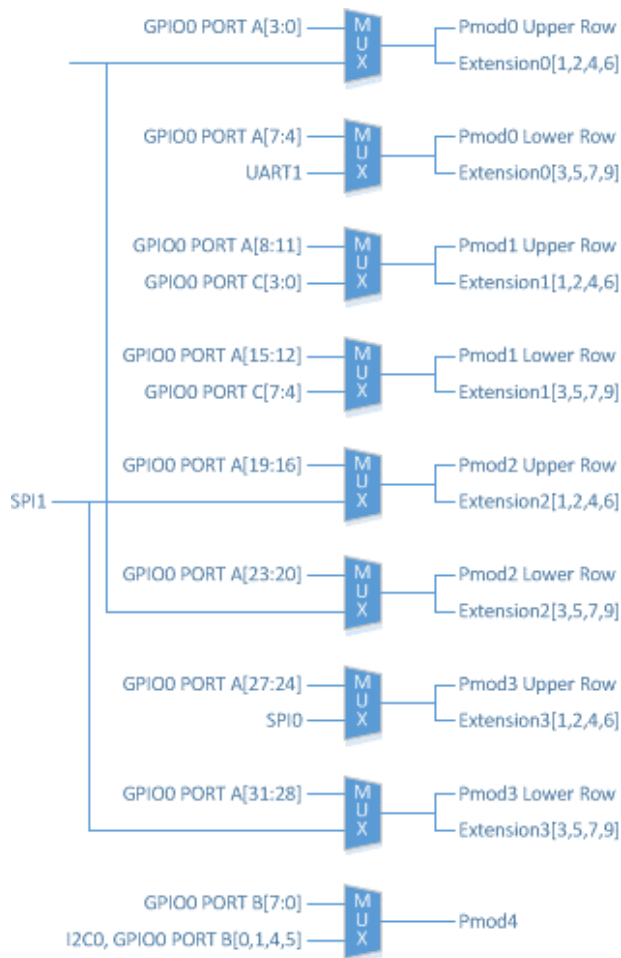 GPIO0 PORT A[3:0]
MUX
Pmod0 Upper Row
Extension0[1,2,4,6]
GPIO0 PORT A[7:4]
UART1
MUX
Pmod0 Lower Row
Extension0[3,5,7,9]
GPIO0 PORT A[8:11]
GPIO0 PORT C[3:0]
MUX
Pmod1 Upper Row
Extension1[1,2,4,6]
GPIO0 PORT A[15:12]
GPIO0 PORT C[7:4]
MUX
Pmod1 Lower Row
Extension1[3,5,7,9]
GPIO0 PORT A[19:16]
SPI1
MUX
Pmod2 Upper Row
Extension2[1,2,4,6]
GPIO0 PORT A[23:20]
MUX
Pmod2 Lower Row
Extension2[3,5,7,9]
GPIO0 PORT A[27:24]
SPI0
MUX
Pmod3 Upper Row
Extension3[1,2,4,6]
GPIO0 PORT A[31:28]
MUX
Pmod3 Lower Row
Extension3[3,5,7,9]
GPIO0 PORT B[7:0]
I2C0, GPIO0 PORT B[0,1,4,5]
MUX
Pmod4